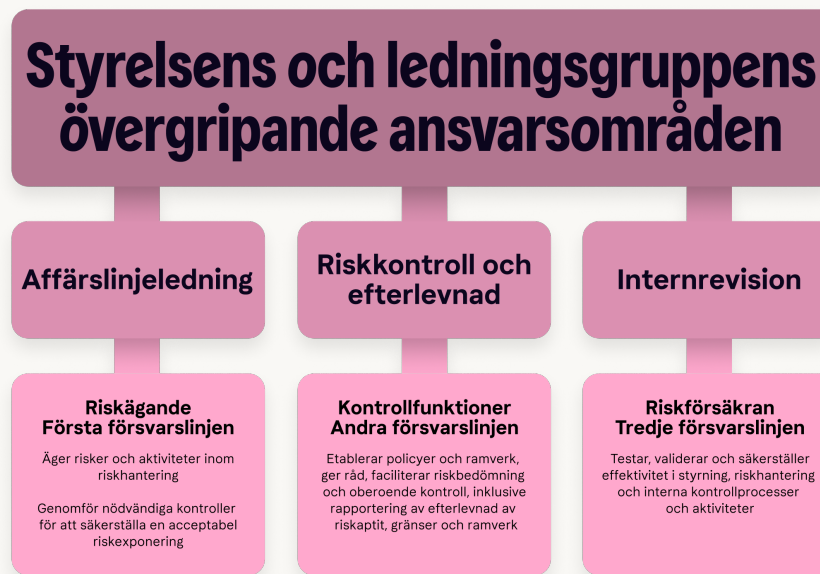 Styrelsens och ledningsgruppens
övergripande ansvarsområden
Affärslinjeledning
Riskkontroll och
efterlevnad
Internrevision
Riskägande
Första försvarslinjen
Äger risker och aktiviteter inom
riskhantering
Genomför nödvändiga kontroller
för att säkerställa en acceptabel
riskexponering
Kontrollfunktioner
Andra försvarslinjen
Etablerar policyer och ramverk,
ger råd, faciliterar riskbedömning
och oberoende kontroll, inklusive
rapportering av efterlevnad av
riskaptit, gränser och ramverk
Riskförsäkran
Tredje försvarslinjen
Testar, validerar och säkerställer
effektivitet i styrning, riskhantering
och interna kontrollprocesser
och aktiviteter